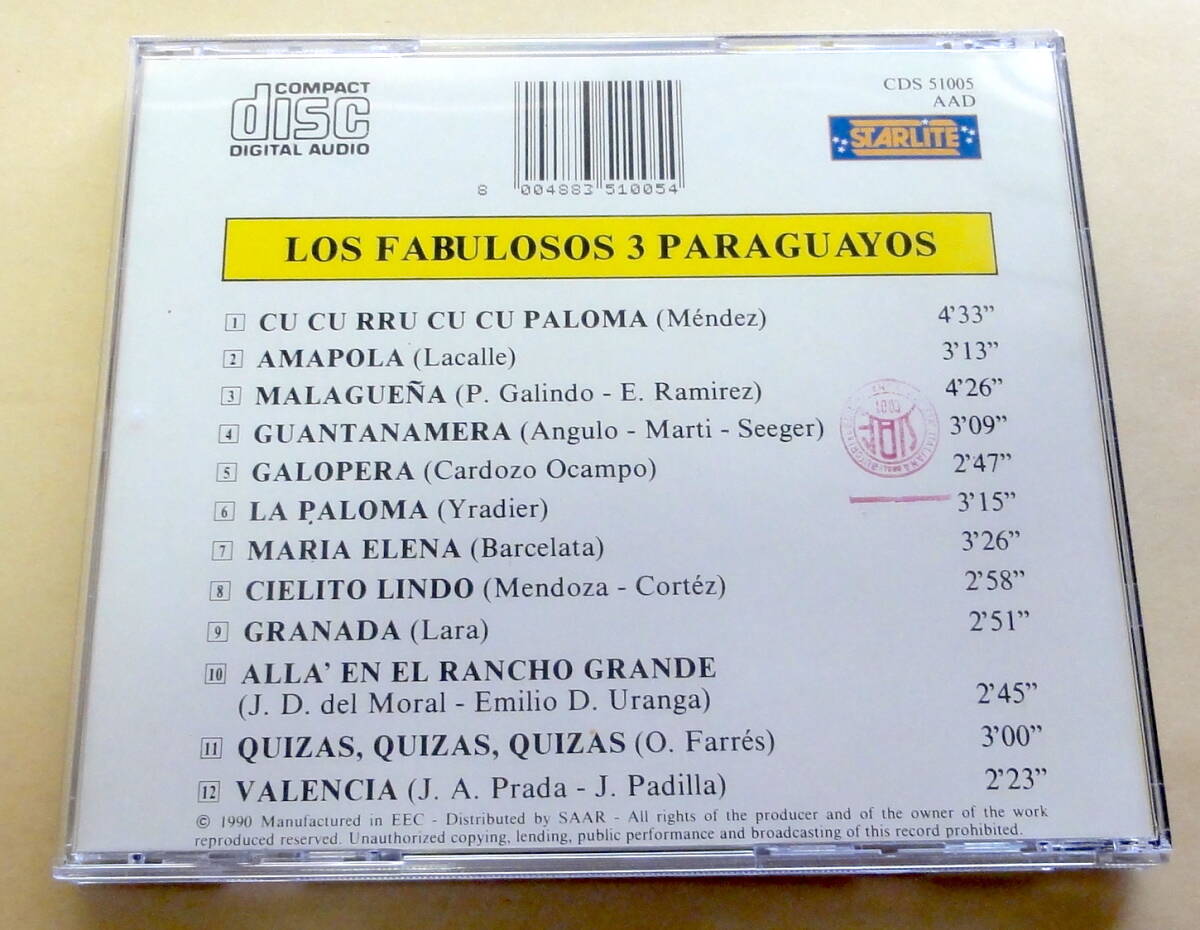 COMPACT
disc
DIGITAL AUDIO
8 004883 510054
CDS 51005
AAD
STARLITE
LOS FABULOSOS 3 PARAGUAYOS
1 CU CU RRU CU CU PALOMA (Méndez) 4'33”
2 AMAPOLA (Lacalle) 3'13”
3 MALAGUEÑA (P. Galindo - E. Ramirez) 4'26”
4 GUANTANAMERA (Angulo - Marti - Seeger) 3'09”
5 GALOPERA (Cardozo Ocampo) 2'47”
6 LA PALOMA (Yradier) 3'15”
7 MARIA ELENA (Barcelata) 3'26”
8 CIELITO LINDO (Mendoza - Cortéz) 2'58”
9 GRANADA (Lara) 2'51”
10 ALLA' EN EL RANCHO GRANDE
(J. D. del Moral - Emilio D. Uranga) 2'45”
11 QUIZAS, QUIZAS, QUIZAS (O. Farrés) 3'00”
12 VALENCIA (J. A. Prada - J. Padilla) 2'23”
© 1990 Manufactured in EEC - Distributed by SAAR - All rights of the producer and of the owner of the work
reproduced reserved. Unauthorized copying, lending, public performance and broadcasting of this record prohibited.